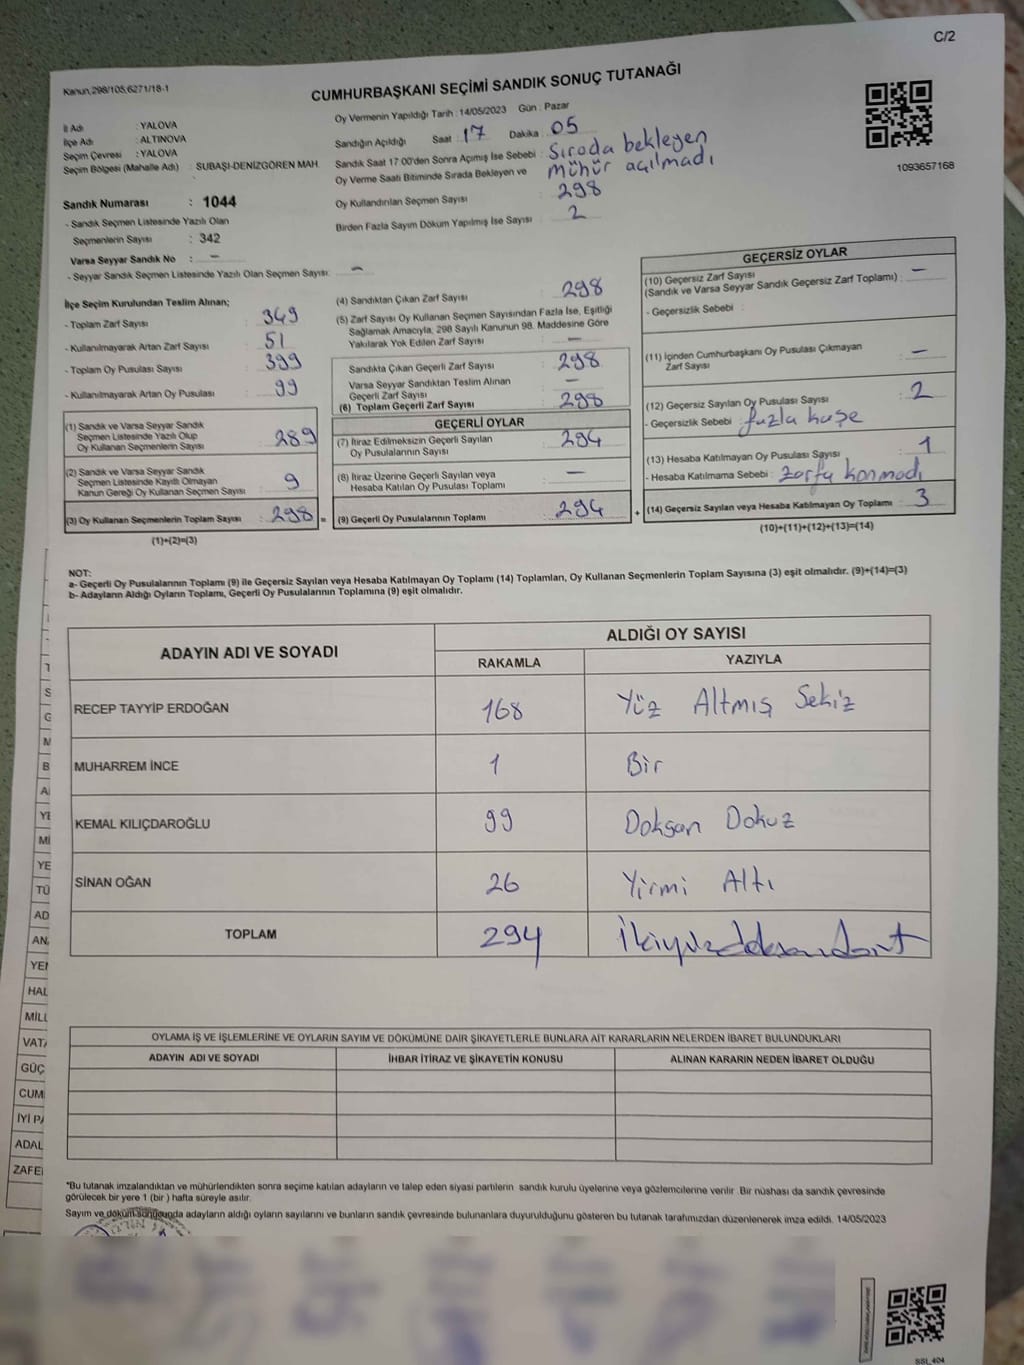 C/2
Kanun,298/105,6271/18-1
CUMHURBAŞKANI SEÇİMİ SANDIK SONUÇ TUTANAĞI
İl Adı : YALOVA
İlçe Adı : ALTINOVA
Seçim Çevresi : YALOVA
Seçim Bölgesi (Mahalle Adı) : SUBAŞI-DENİZGÖREN MAH.
Sandık Numarası : 1044
- Sandık Seçmen Listesinde Yazılı Olan
Seçmenlerin Sayısı : 342
Varsa Seyyar Sandık No : -
- Seyyar Sandık Seçmen Listesinde Yazılı Olan Seçmen Sayısı: -
Oy Vermenin Yapıldığı Tarih : 14/05/2023 Gün : Pazar
Sandığın Açıldığı Saat : 17 Dakika : 05
Sandık Saat 17:00'den Sonra Açımış İse Sebebi : Sırada bekleyen
Oy Verme Saati Bitiminde Sırada Bekleyen ve mühür açılmadı
Oy Kullandırılan Seçmen Sayısı : 298
Birden Fazla Sayım Döküm Yapılmış İse Sayısı : 2
1093657168
İlçe Seçim Kurulundan Teslim Alınan;
- Toplam Zarf Sayısı : 349
- Kullanılmayarak Artan Zarf Sayısı : 51
- Toplam Oy Pusulası Sayısı : 399
- Kullanılmayarak Artan Oy Pusulası : 99
(1) Sandık ve Varsa Seyyar Sandık
Seçmen Listesinde Yazılı Olup
Oy Kullanan Seçmenlerin Sayısı : 289
(2) Sandık ve Varsa Seyyar Sandık
Seçmen Listesinde Kayıtlı Olmayan
Kanun Gereği Oy Kullanan Seçmen Sayısı : 9
(3) Oy Kullanan Seçmenlerin Toplam Sayısı : 298 =
(1)+(2)=(3)
(4) Sandıktan Çıkan Zarf Sayısı : 298
(5) Zarf Sayısı Oy Kullanan Seçmen Sayısından Fazla İse, Eşitliği
Sağlamak Amacıyla, 298 Sayılı Kanunun 98. Maddesine Göre
Yakılarak Yok Edilen Zarf Sayısı : -
Sandıkta Çıkan Geçerli Zarf Sayısı : 298
Varsa Seyyar Sandıktan Teslim Alınan
Geçerli Zarf Sayısı : -
(6) Toplam Geçerli Zarf Sayısı : 298
GEÇERLİ OYLAR
(7) İtiraz Edilmeksizin Geçerli Sayılan
Oy Pusulalarının Sayısı : 294
(8) İtiraz Üzerine Geçerli Sayılan veya
Hesaba Katılan Oy Pusulası Toplamı : -
(9) Geçerli Oy Pusulalarının Toplamı : 294 +
GEÇERSİZ OYLAR
(10) Geçersiz Zarf Sayısı
(Sandık ve Varsa Seyyar Sandık Geçersiz Zarf Toplamı) : -
- Geçersizlik Sebebi :
(11) İçinden Cumhurbaşkanı Oy Pusulası Çıkmayan
Zarf Sayısı : -
(12) Geçersiz Sayılan Oy Pusulası Sayısı : 2
- Geçersizlik Sebebi : fazla kaşe
(13) Hesaba Katılmayan Oy Pusulası Sayısı : 1
- Hesaba Katılmama Sebebi : zarfa konmadı
(14) Geçersiz Sayılan veya Hesaba Katılmayan Oy Toplamı : 3
(10)+(11)+(12)+(13)=(14)
NOT:
a- Geçerli Oy Pusulalarının Toplamı (9) ile Geçersiz Sayılan veya Hesaba Katılmayan Oy Toplamı (14) Toplamları, Oy Kullanan Seçmenlerin Toplam Sayısına (3) eşit olmalıdır. (9)+(14)=(3)
b- Adayların Aldığı Oyların Toplamı, Geçerli Oy Pusulalarının Toplamına (9) eşit olmalıdır.
ADAYIN ADI VE SOYADI ALDIĞI OY SAYISI
RAKAMLA YAZIYLA
RECEP TAYYİP ERDOĞAN 168 Yüz Altmış Sekiz
MUHARREM İNCE 1 Bir
KEMAL KILIÇDAROĞLU 99 Doksan Dokuz
SİNAN OĞAN 26 Yirmi Altı
TOPLAM 294 İkiyüzdoksandört
OYLAMA İŞ VE İŞLEMLERİNE VE OYLARIN SAYIM VE DÖKÜMÜNE DAİR ŞİKAYETLERLE BUNLARA AİT KARARLARIN NELERDEN İBARET BULUNDUKLARI
ADAYIN ADI VE SOYADI İHBAR İTİRAZ VE ŞİKAYETİN KONUSU ALINAN KARARIN NEDEN İBARET OLDUĞU
*Bu tutanak imzalandıktan ve mühürlendikten sonra seçime katılan adayların ve talep eden siyasi partilerin sandık kurulu üyelerine veya gözlemcilerine verilir. Bir nüshası da sandık çevresinde
görülecek bir yere 1 (bir ) hafta süreyle asılır.
Sayım ve döküm sonucunda adayların aldığı oyların sayılarını ve bunların sandık çevresinde bulunanlara duyurulduğunu gösteren bu tutanak tarafımızdan düzenlenerek imza edildi. 14/05/2023
YE
Mİ
YE
TÜ
AD
AN
YEN
HAL
MİLL
VATA
GÜÇ
CUM
İYİ PA
ADAL
ZAFE
SSI_404